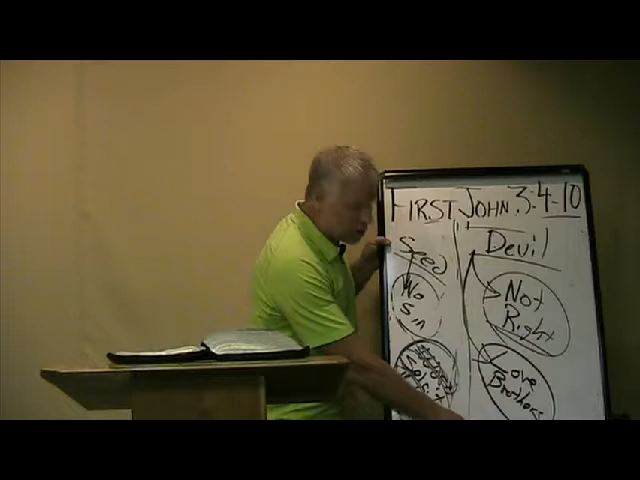 FIRST JOHN 3:4-10
Seed
No
Sin
Devil
Not
Right
Love
Brothers